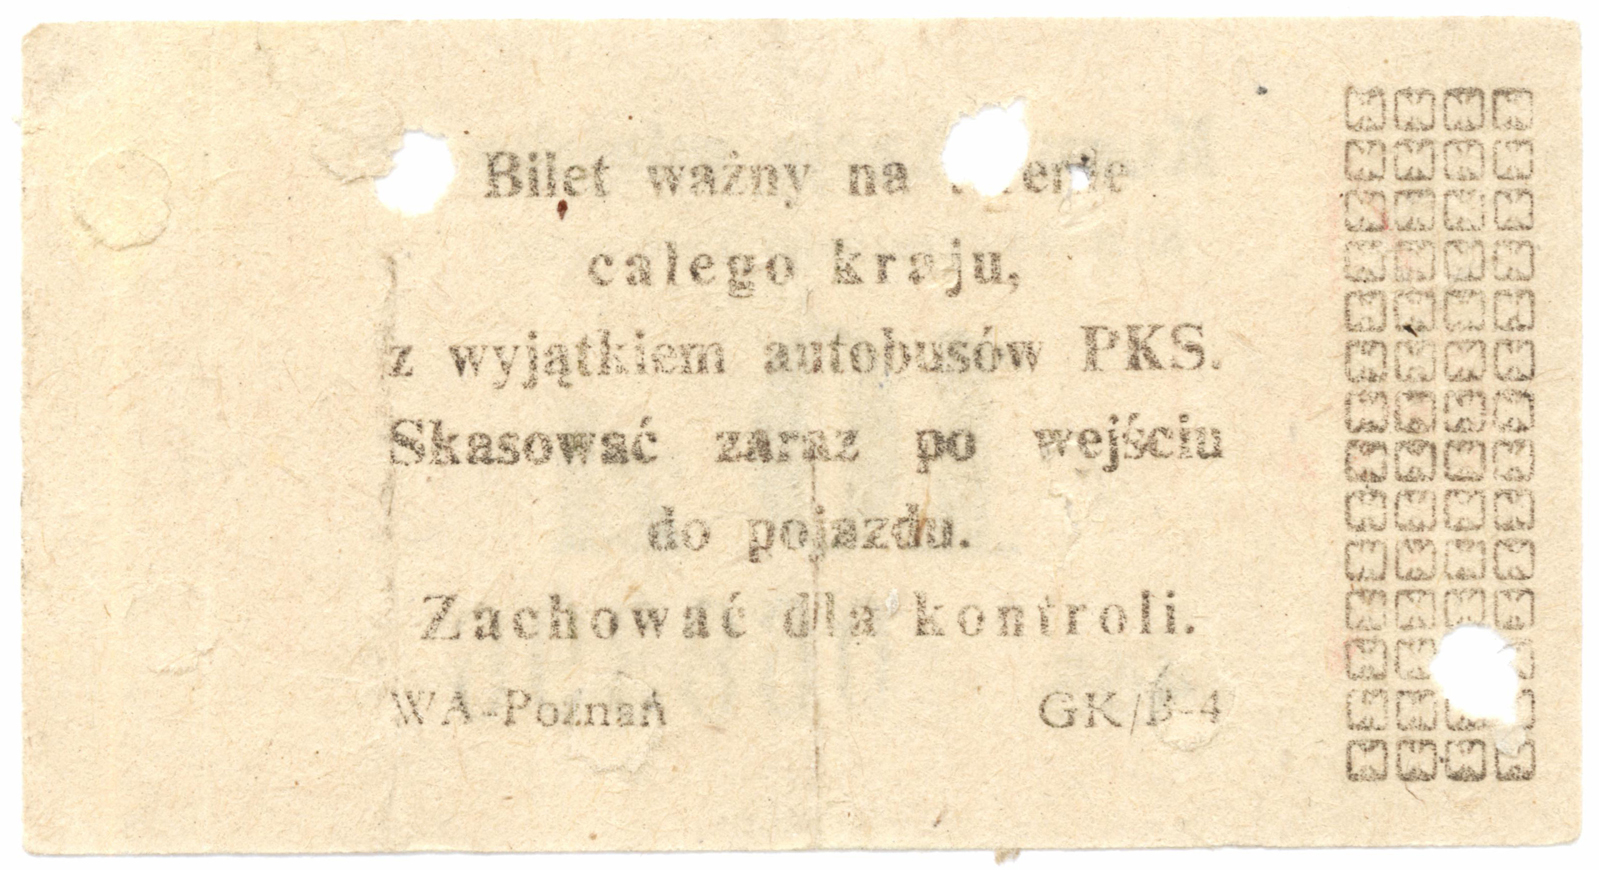 Bilet ważny na terenie
całego kraju,
z wyjątkiem autobusów PKS.
Skasować zaraz po wejściu
do pojazdu.
Zachować dla kontroli.
WA-Poznań
GK/B-4